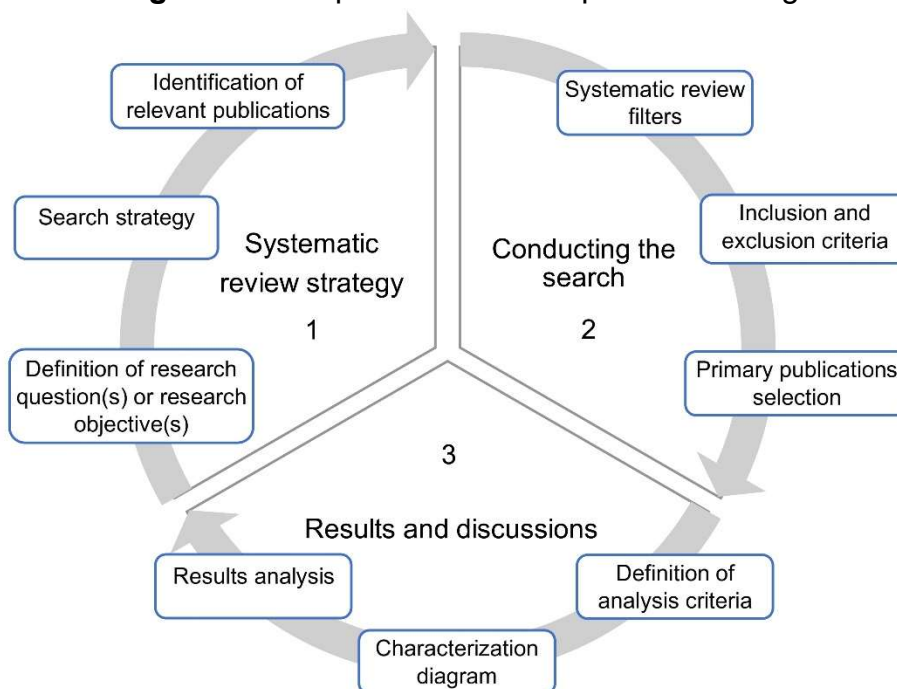 Identification of
relevant publications
Search strategy
Definition of research
question(s) or research
objective(s)
Systematic
review strategy
1
Systematic review
filters
Inclusion and
exclusion criteria
Primary publications
selection
Conducting the
search
2
3
Results and discussions
Definition of
analysis criteria
Characterization
diagram
Results analysis